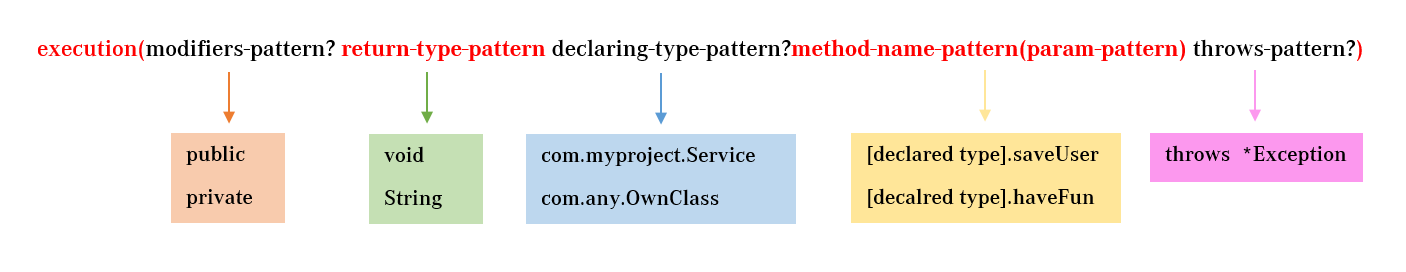 execution(modifiers-pattern? return-type-pattern declaring-type-pattern?method-name-pattern(param-pattern) throws-pattern?)
public
private
void
String
com.myproject.Service
com.any.OwnClass
[declared type].saveUser
[decalred type].haveFun
throws *Exception